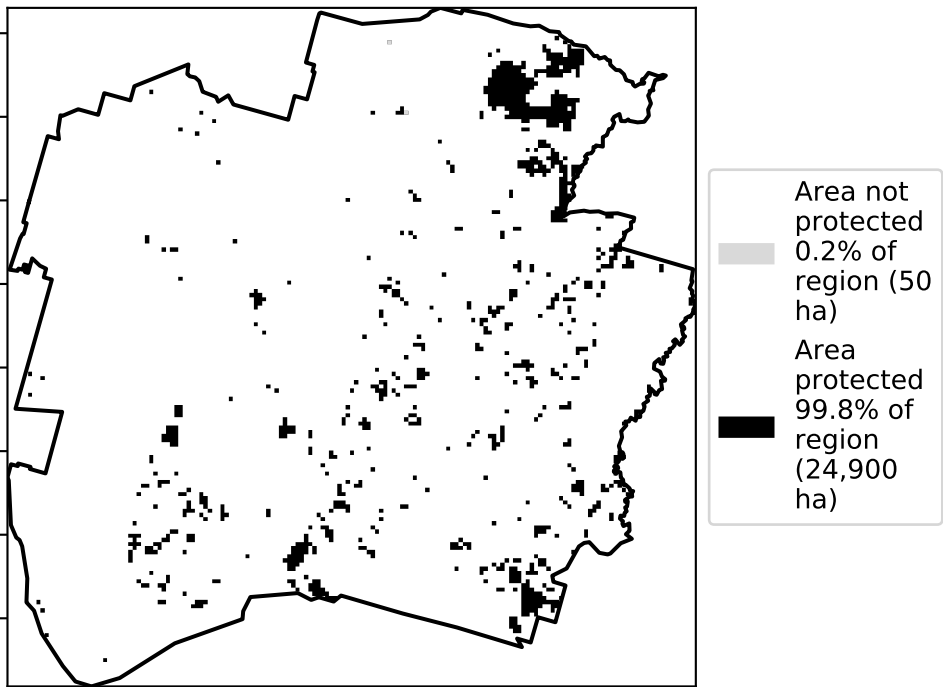 Area not
protected
0.2% of
region (50
ha)
Area
protected
99.8% of
region
(24,900
ha)